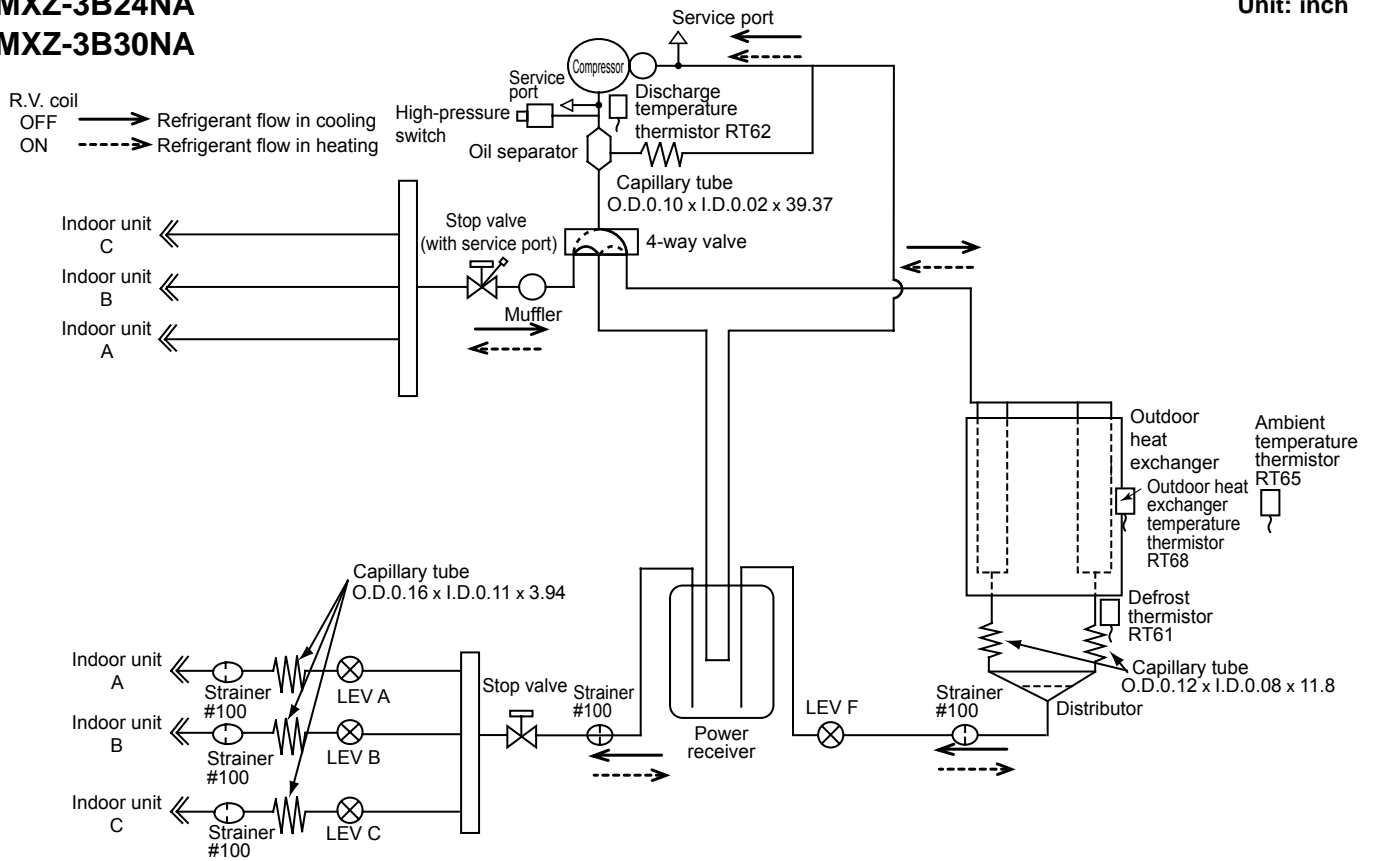 MXZ-3B24NA
MXZ-3B30NA
Unit: inch
R.V. coil
OFF
Refrigerant flow in cooling
ON
Refrigerant flow in heating
Service port
Compressor
Service
port
High-pressure
switch
Discharge
temperature
thermistor RT62
Oil separator
Capillary tube
O.D.0.10 x I.D.0.02 x 39.37
4-way valve
Stop valve
(with service port)
Muffler
Indoor unit
C
Indoor unit
B
Indoor unit
A
Outdoor
heat
exchanger
Outdoor heat
exchanger
temperature
thermistor
RT68
Ambient
temperature
thermistor
RT65
Defrost
thermistor
RT61
Capillary tube
O.D.0.12 x I.D.0.08 x 11.8
Distributor
Strainer
#100
LEV F
Power
receiver
Strainer
#100
Stop valve
Capillary tube
O.D.0.16 x I.D.0.11 x 3.94
Indoor unit
A
Strainer
#100
LEV A
Indoor unit
B
Strainer
#100
LEV B
Indoor unit
C
Strainer
#100
LEV C